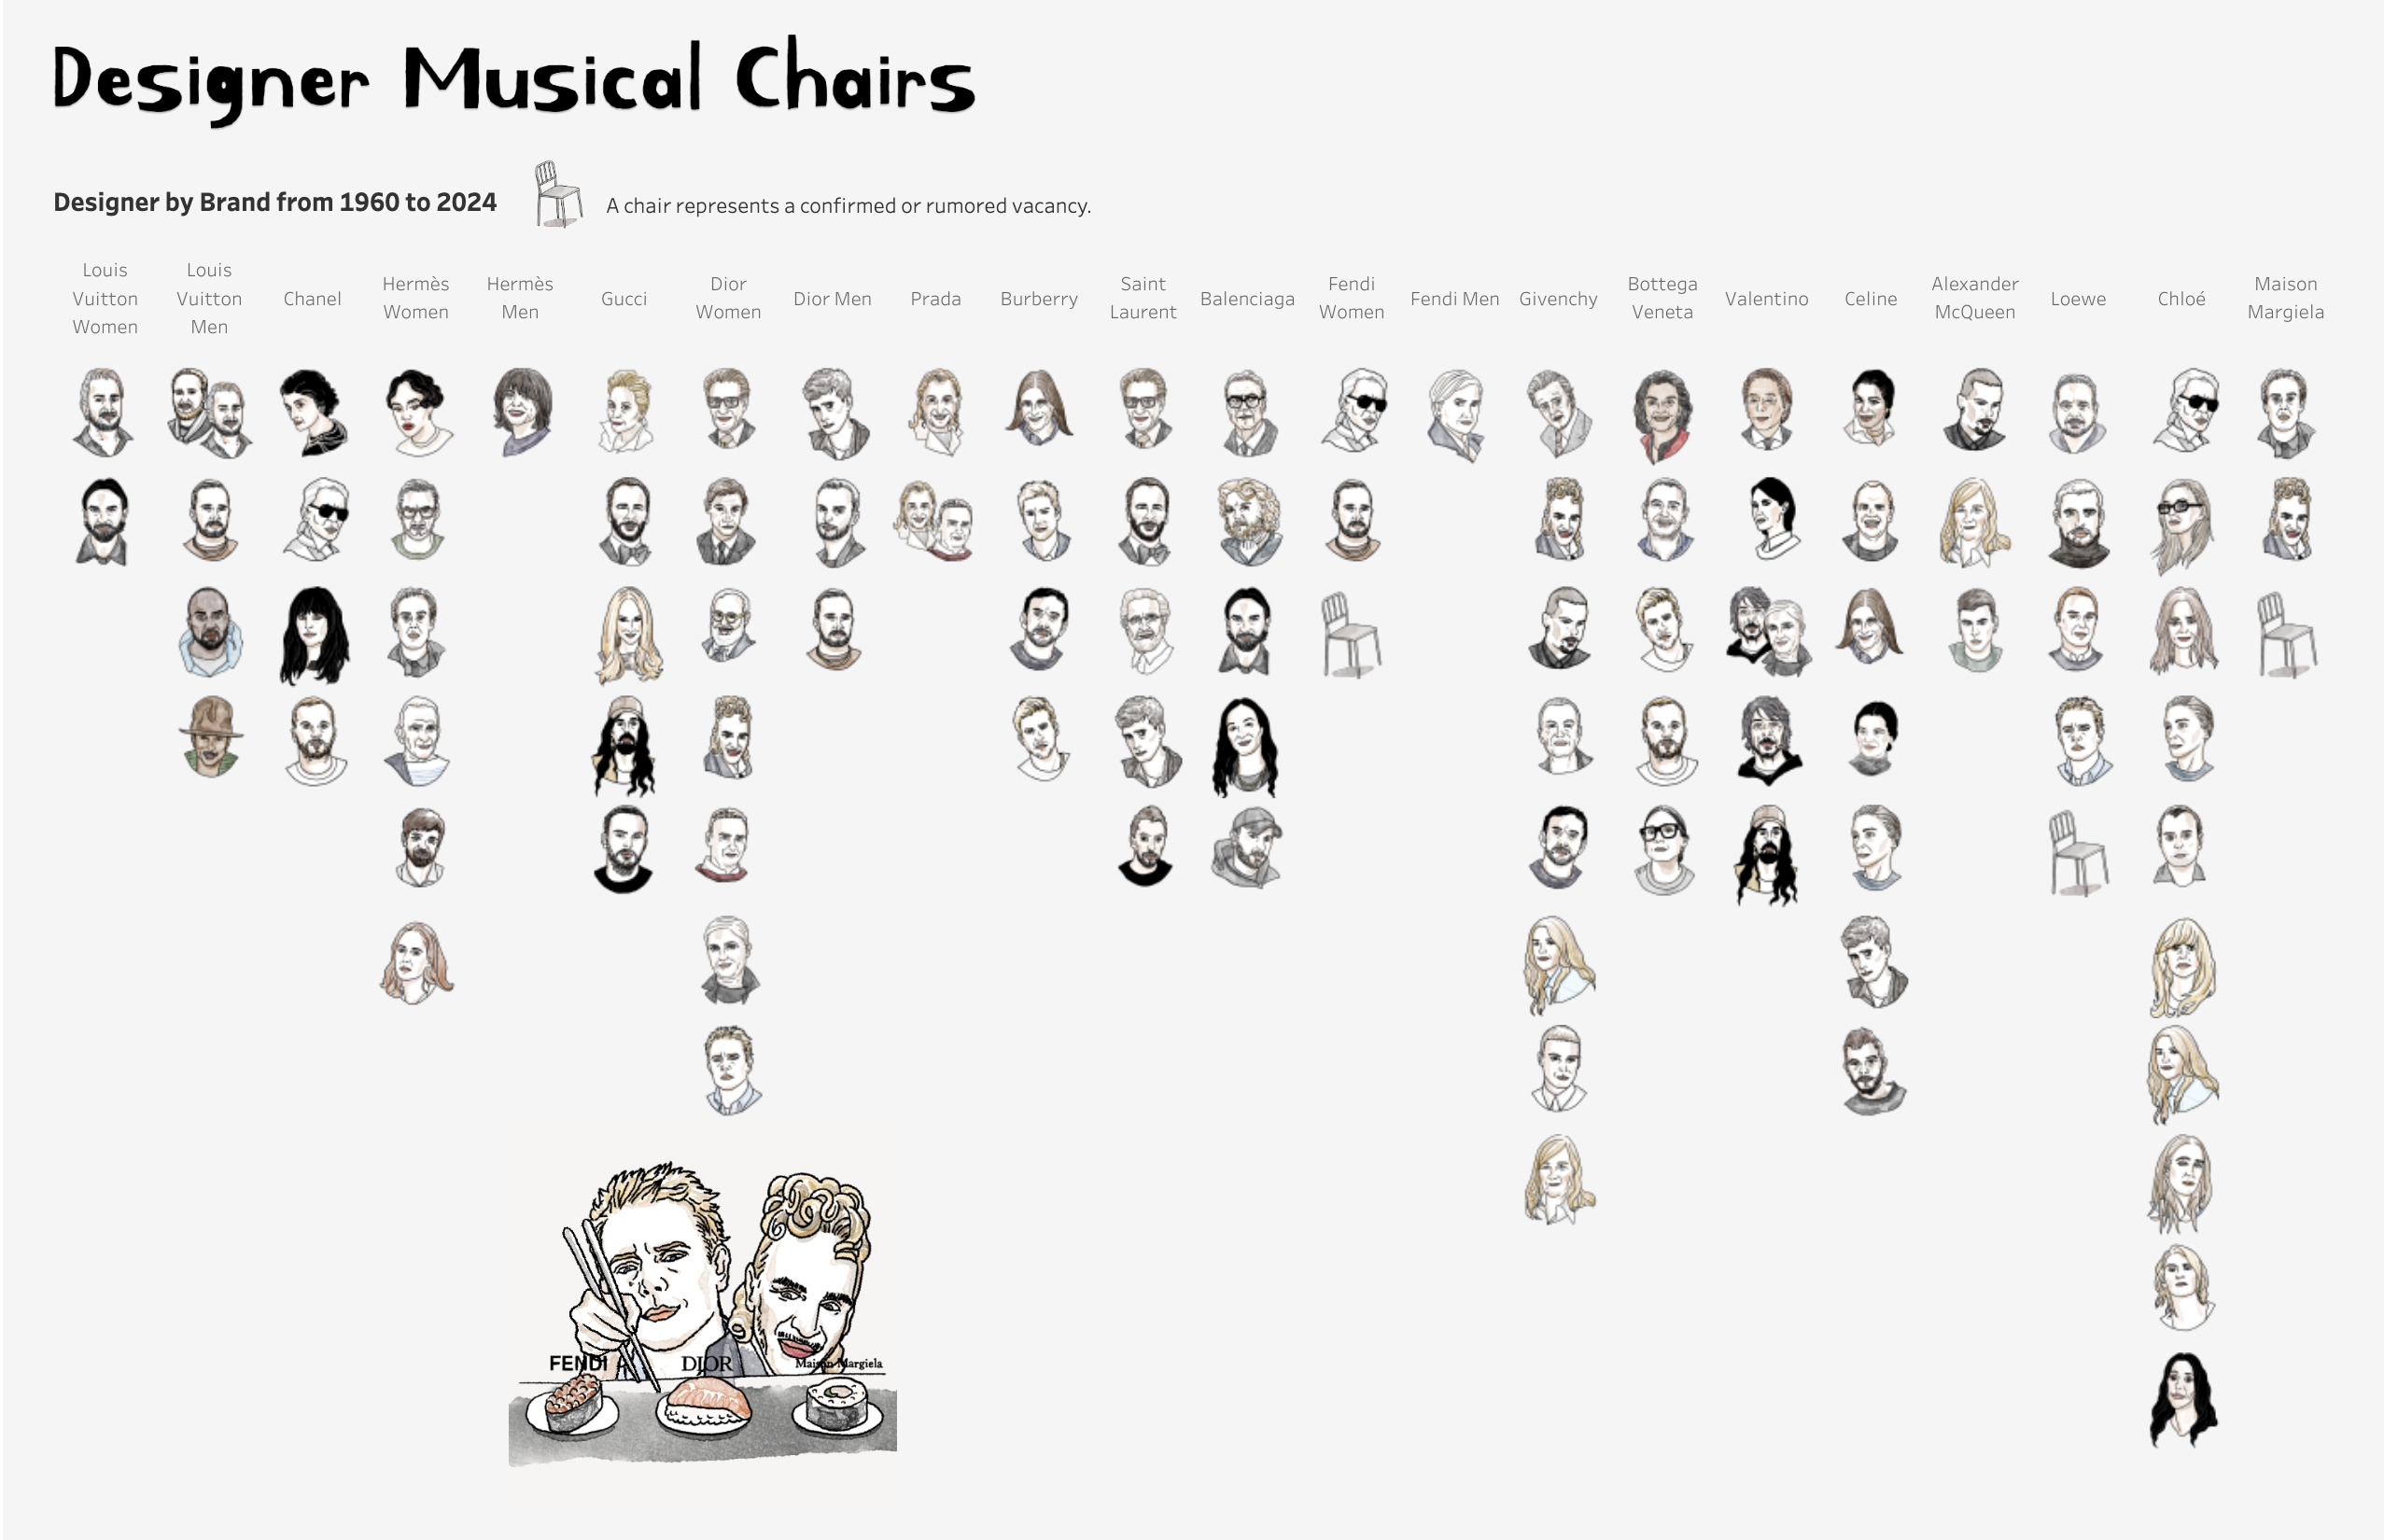 Designer Musical Chairs
Designer by Brand from 1960 to 2024
A chair represents a confirmed or rumored vacancy.
Louis
Vuitton
Women
Louis
Vuitton
Men
Chanel
Hermès
Women
Hermès
Men
Gucci
Dior
Women
Dior Men
Prada
Burberry
Saint
Laurent
Balenciaga
Fendi
Women
Fendi Men
Givenchy
Bottega
Veneta
Valentino
Celine
Alexander
McQueen
Loewe
Chloé
Maison
Margiela
FENDI
DIOR
Maison Margiela